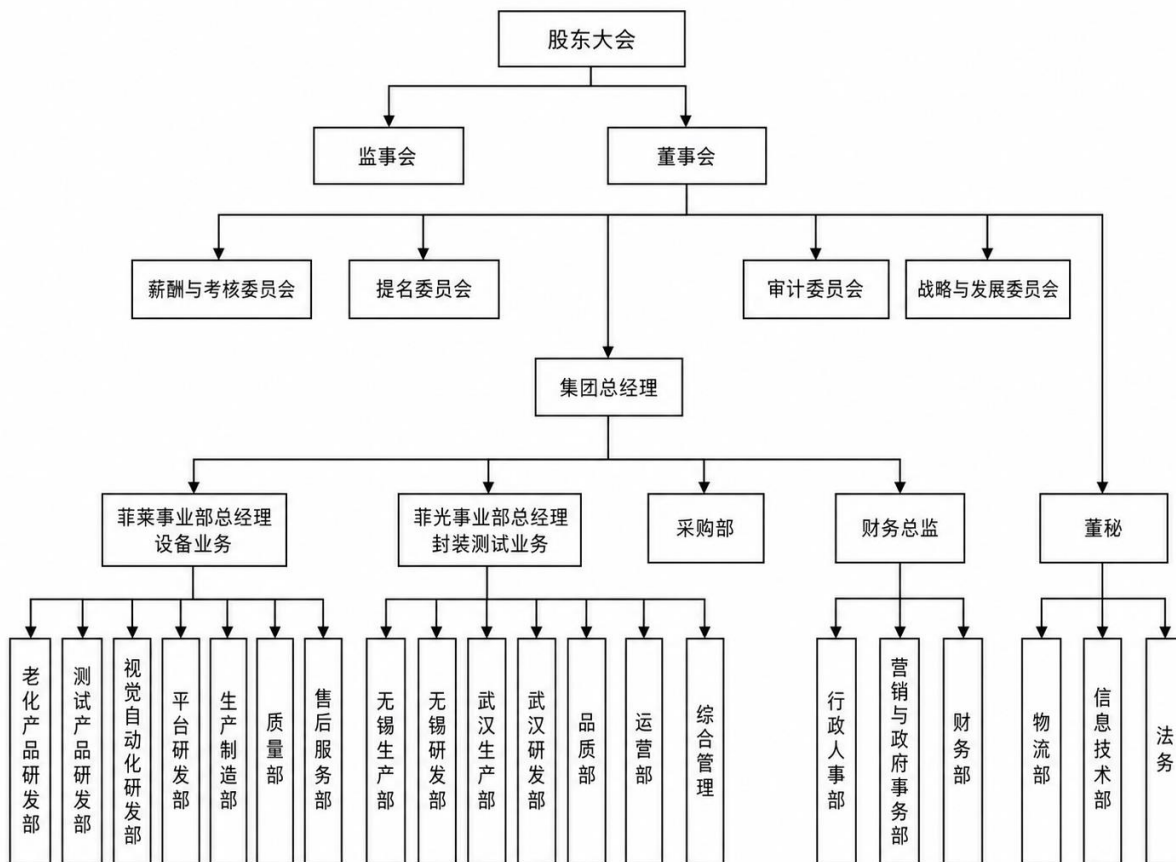 股东大会
监事会
董事会
薪酬与考核委员会
提名委员会
审计委员会
战略与发展委员会
集团总经理
菲莱事业部总经理
设备业务
菲光事业部总经理
封装测试业务
采购部
财务总监
董秘
老化产品研发部
测试产品研发部
视觉自动化研发部
平台研发部
生产制造部
质量部
售后服务部
无锡生产部
无锡研发部
武汉生产部
武汉研发部
品质部
运营部
综合管理
行政人事部
营销与政府事务部
财务部
物流部
信息技术部
法务